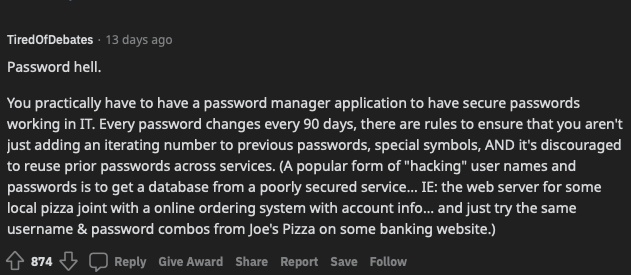 TiredOfDebates · 13 days ago
Password hell.
You practically have to have a password manager application to have secure passwords
working in IT. Every password changes every 90 days, there are rules to ensure that you aren't
just adding an iterating number to previous passwords, special symbols, AND it's discouraged
to reuse prior passwords across services. (A popular form of "hacking" user names and
passwords is to get a database from a poorly secured service... IE: the web server for some
local pizza joint with a online ordering system with account info... and just try the same
username & password combos from Joe's Pizza on some banking website.)
874 Reply Give Award Share Report Save Follow